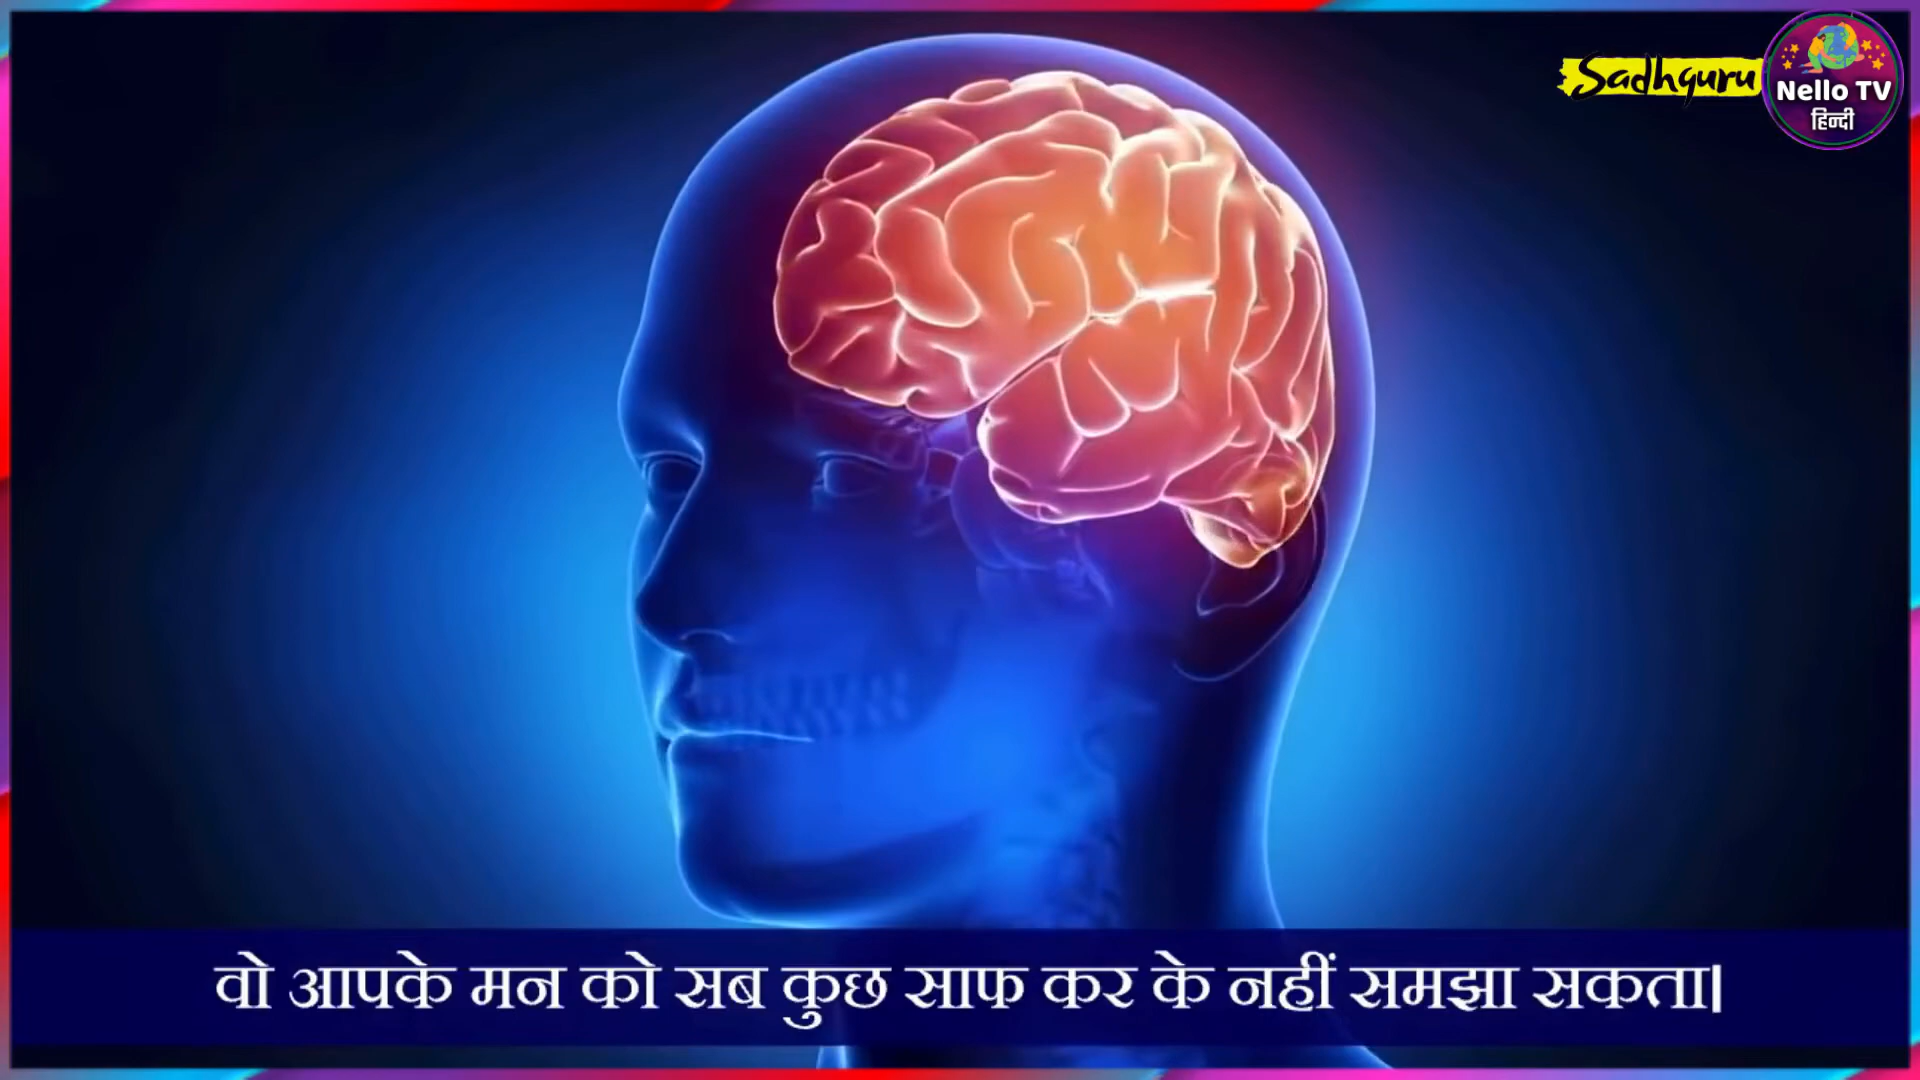 Sadhguru
Nello TV
हिन्दी
वो आपके मन को सब कुछ साफ कर के नहीं समझा सकता।